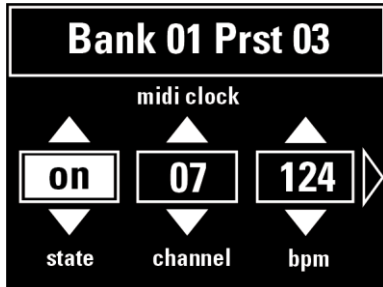 Bank 01 Prst 03
midi clock
on 07 124
state channel bpm